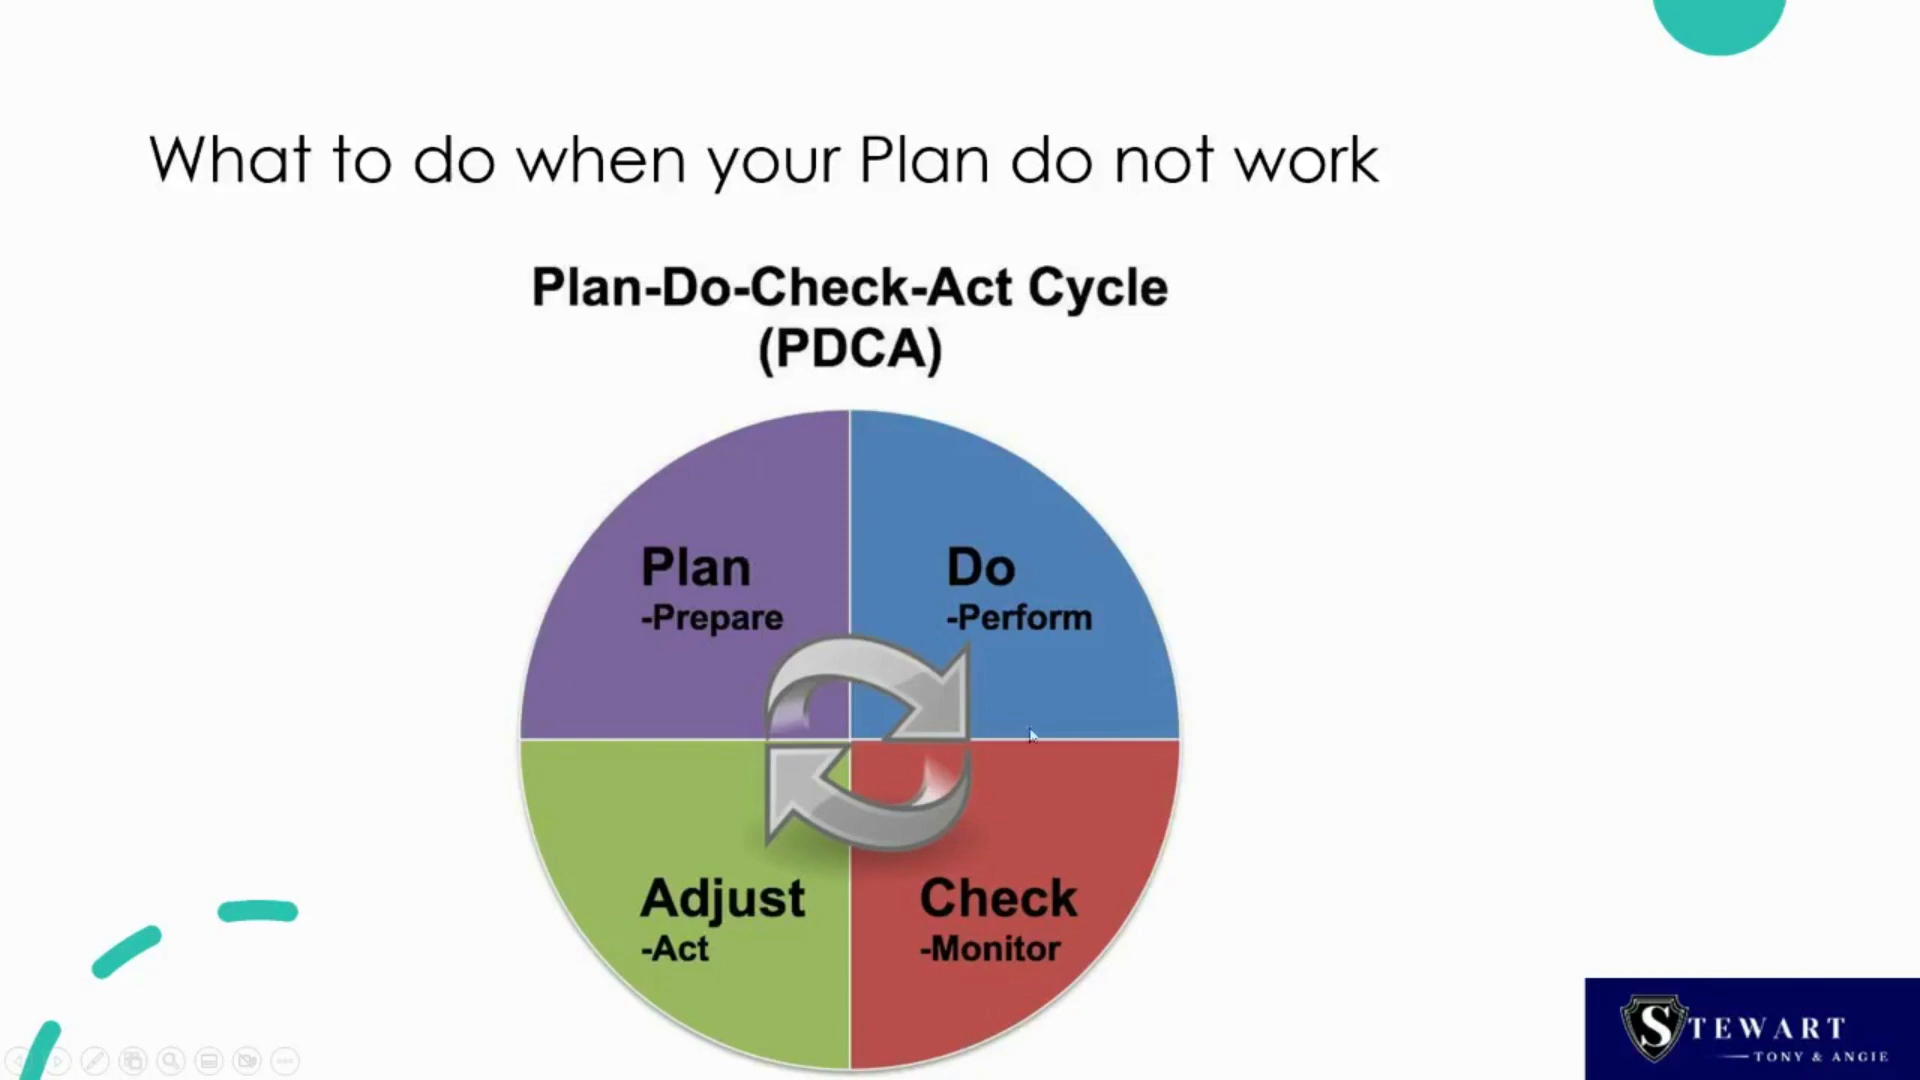 What to do when your Plan do not work
Plan-Do-Check-Act Cycle
(PDCA)
Plan
-Prepare
Do
-Perform
Adjust
-Act
Check
-Monitor
STEWART
TONY & ANGIE